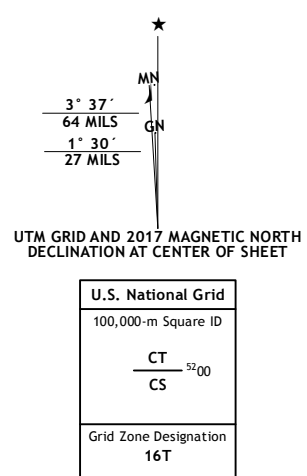 MN
3° 37´
64 MILS
GN
1° 30´
27 MILS
UTM GRID AND 2017 MAGNETIC NORTH
DECLINATION AT CENTER OF SHEET
U.S. National Grid
100,000-m Square ID
CT
5200
CS
Grid Zone Designation
16T